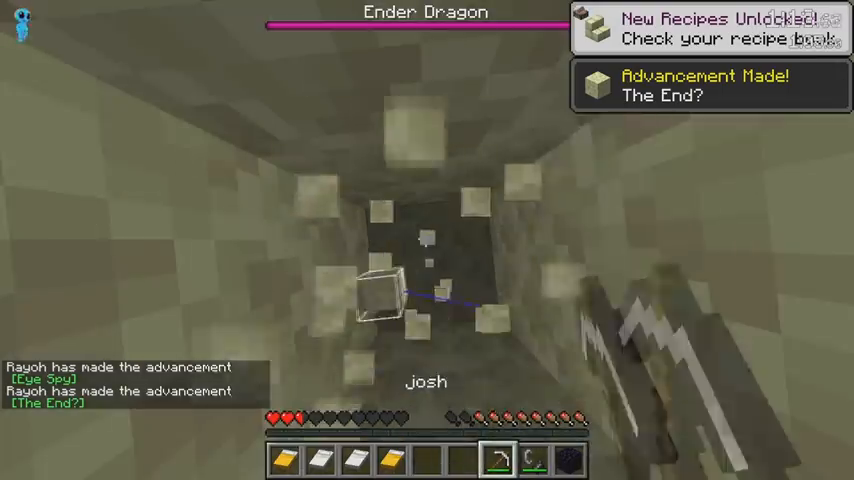 Ender Dragon
New Recipes Unlocked!
Check your recipe book
Advancement Made!
The End?
Rayoh has made the advancement
[Eye Spy]
Rayoh has made the advancement
[The End?]
josh